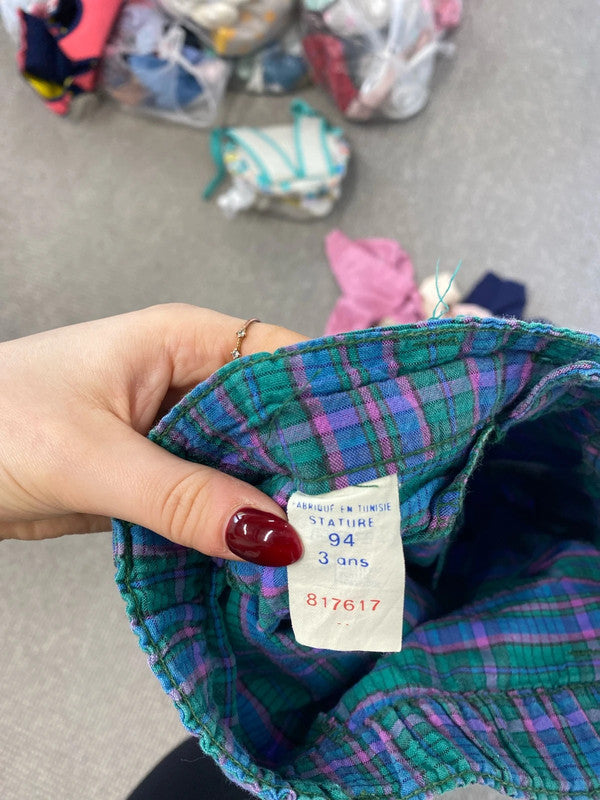 FABRIQUÉ EN TUNISIE
STATURE
94
3 ans
817617